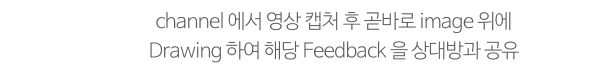 channel 에서 영상 캡처 후 곧바로 image 위에
Drawing 하여 해당 Feedback 을 상대방과 공유